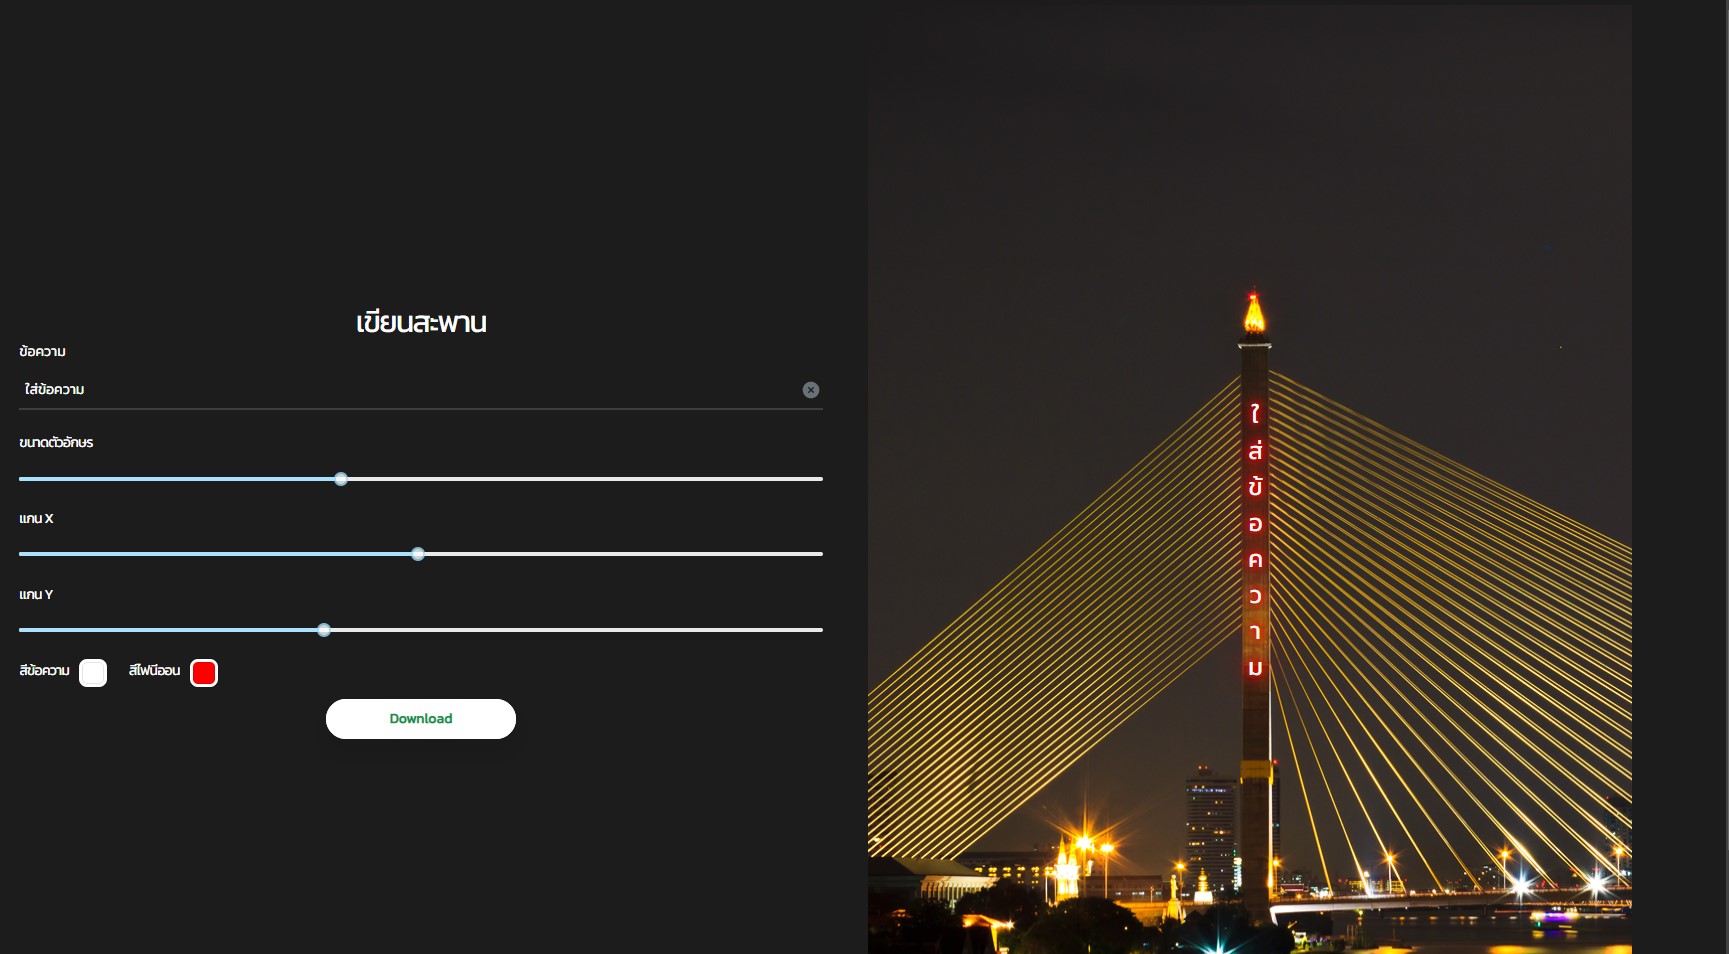 เขียนสะพาน
ข้อความ
ใส่ข้อความ
ขนาดตัวอักษร
แกน X
แกน Y
สีข้อความ สีไฟนีออน
Download
ใ
ส่
ข้
อ
ค
ว
า
ม